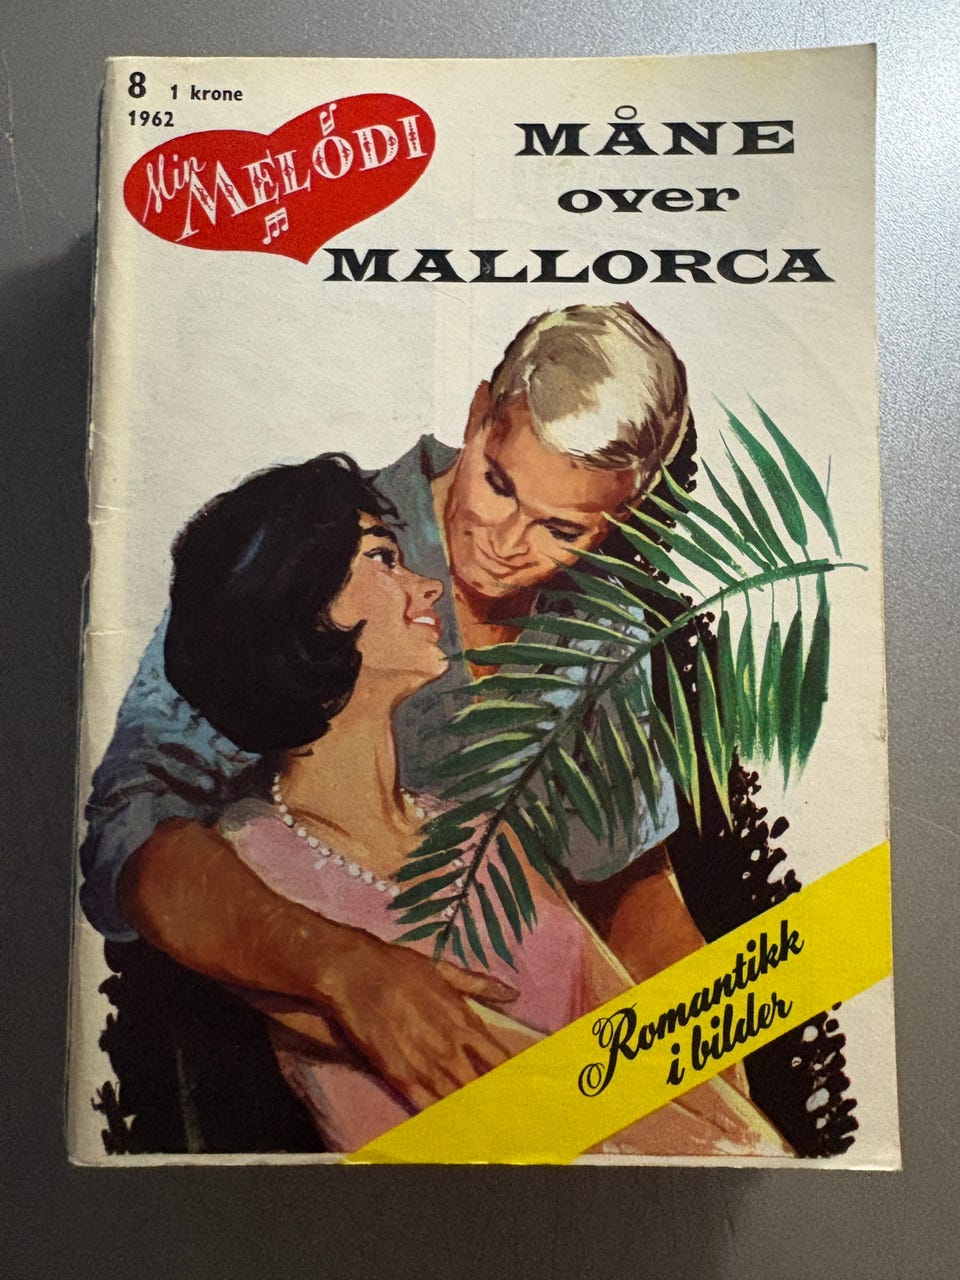 8 1 krone
1962
Min
MELODI
MÅNE
over
MALLORCA
Romantikk
i bilder